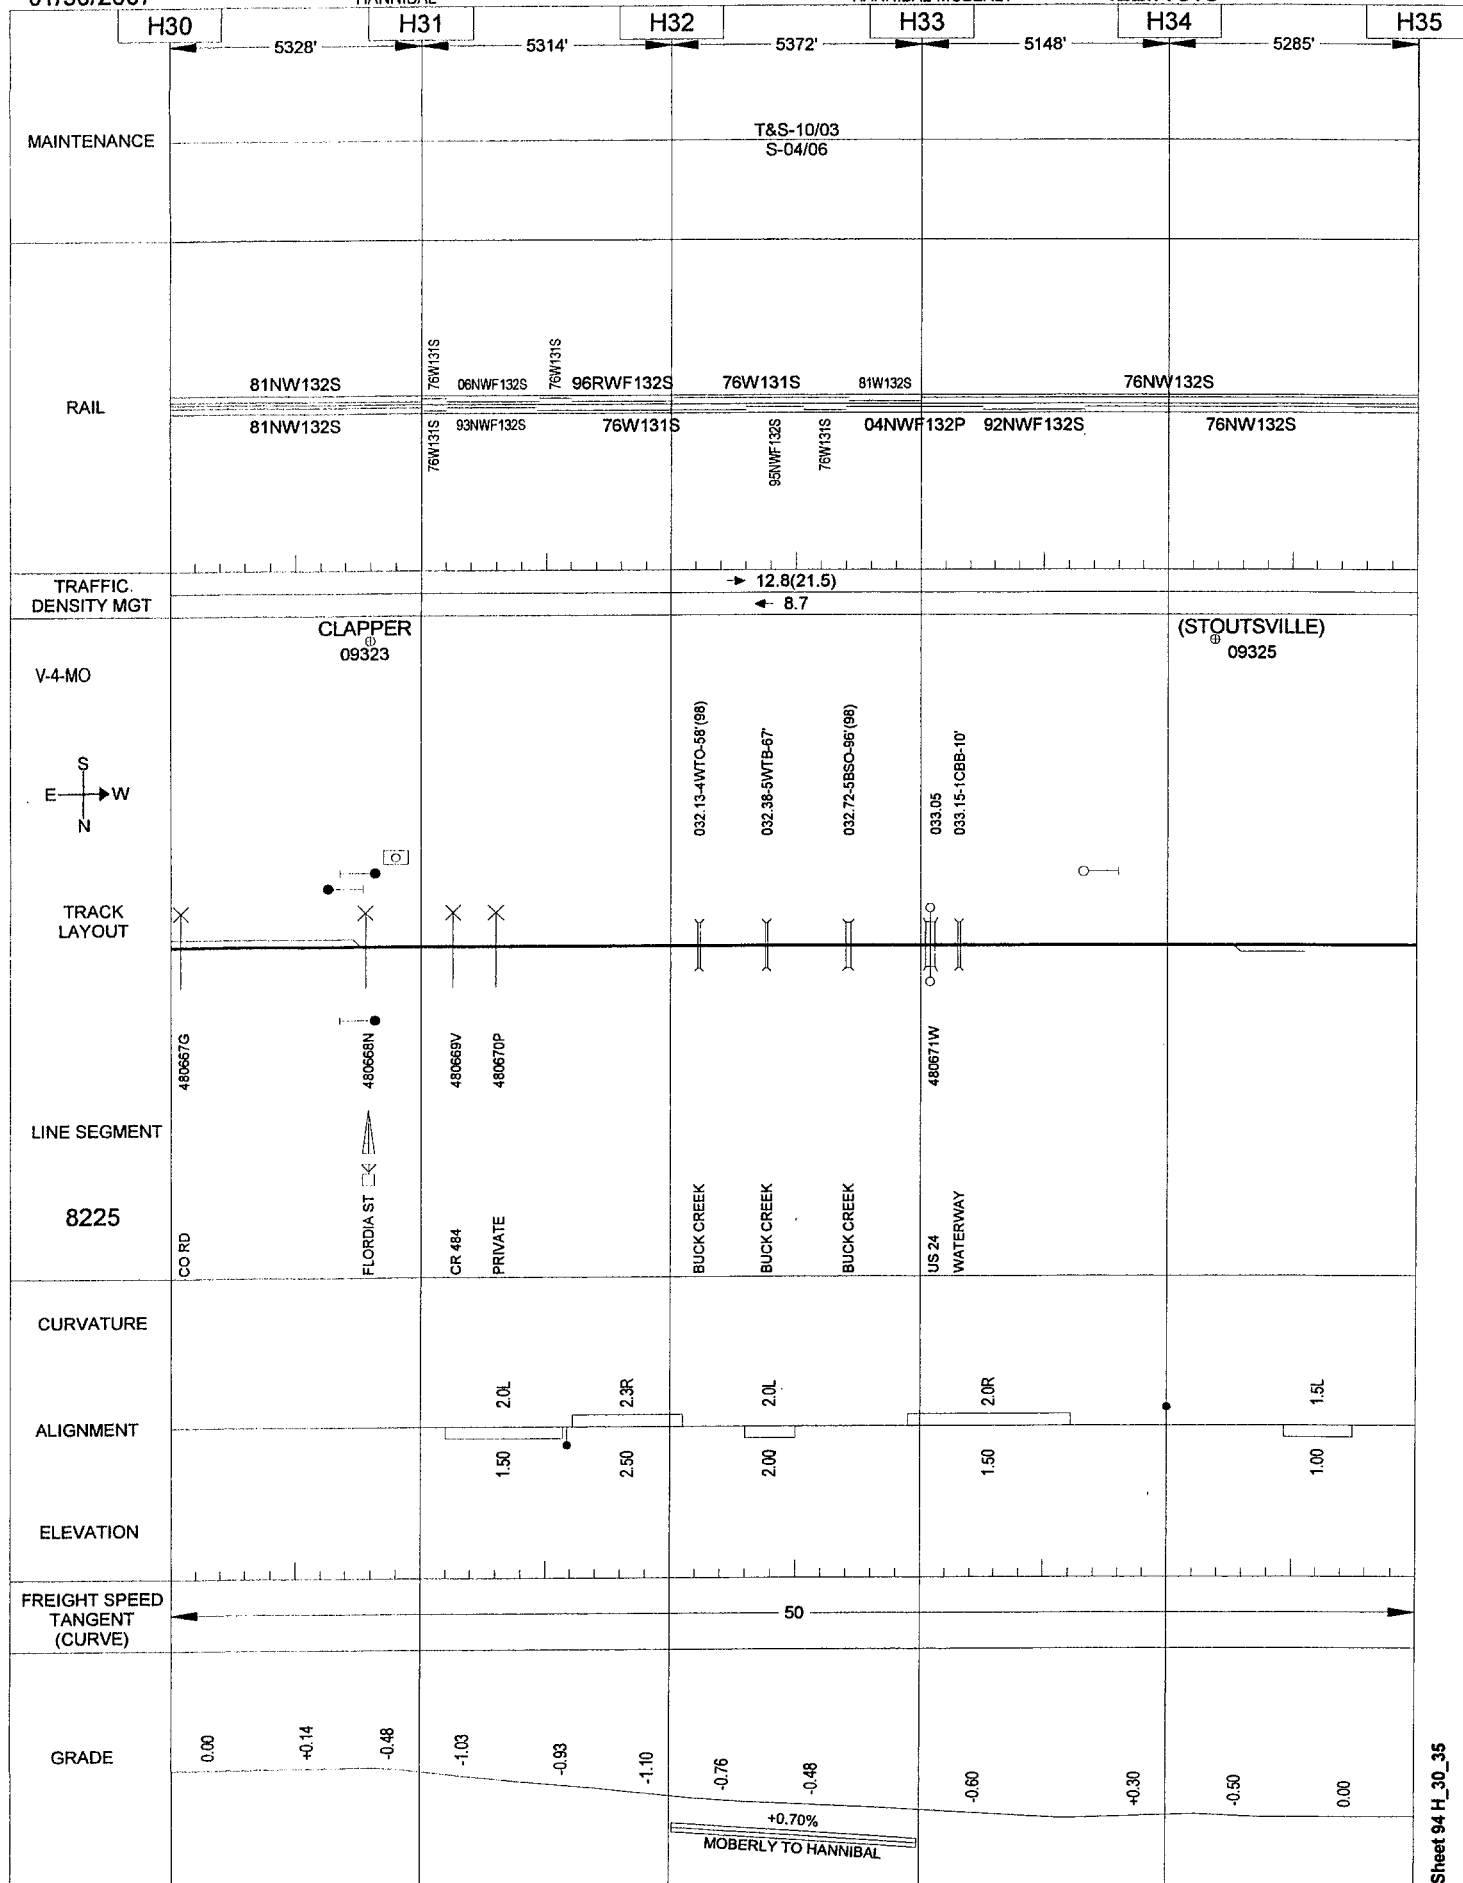 H30 H31 H32 H33 H34 H35
5328' 5314' 5372' 5148' 5285'
MAINTENANCE
T&S-10/03
S-04/06
RAIL
76W131S 76W131S
81NW132S 06NWF132S 96RWF132S 76W131S 81W132S 76NW132S
81NW132S 93NWF132S 76W131S 04NWF132P 92NWF132S 76NW132S
76W131S 95NWF132S 76W131S
TRAFFIC
DENSITY MGT
12.8(21.5)
8.7
CLAPPER
09323
(STOUTSVILLE)
09325
V-4-MO
S
E W
N
032.13-4WTO-58'(98)
032.38-5WTB-67'
032.72-5BSO-96'(98)
033.05
033.15-1CBB-10'
TRACK
LAYOUT
480667G
480668N
480669V
480670P
480671W
LINE SEGMENT
8225
CO RD
FLORDIA ST
CR 484
PRIVATE
BUCK CREEK
BUCK CREEK
BUCK CREEK
US 24
WATERWAY
CURVATURE
2.0L 2.3R 2.0L 2.0R 1.5L
ALIGNMENT
1.50 2.50 2.00 1.50 1.00
ELEVATION
FREIGHT SPEED
TANGENT
(CURVE)
50
GRADE
0.00 +0.14 -0.48 -1.03 -0.93 -1.10 -0.76 -0.48 -0.60 +0.30 -0.50 0.00
+0.70%
MOBERLY TO HANNIBAL
Sheet 94 H_30_35